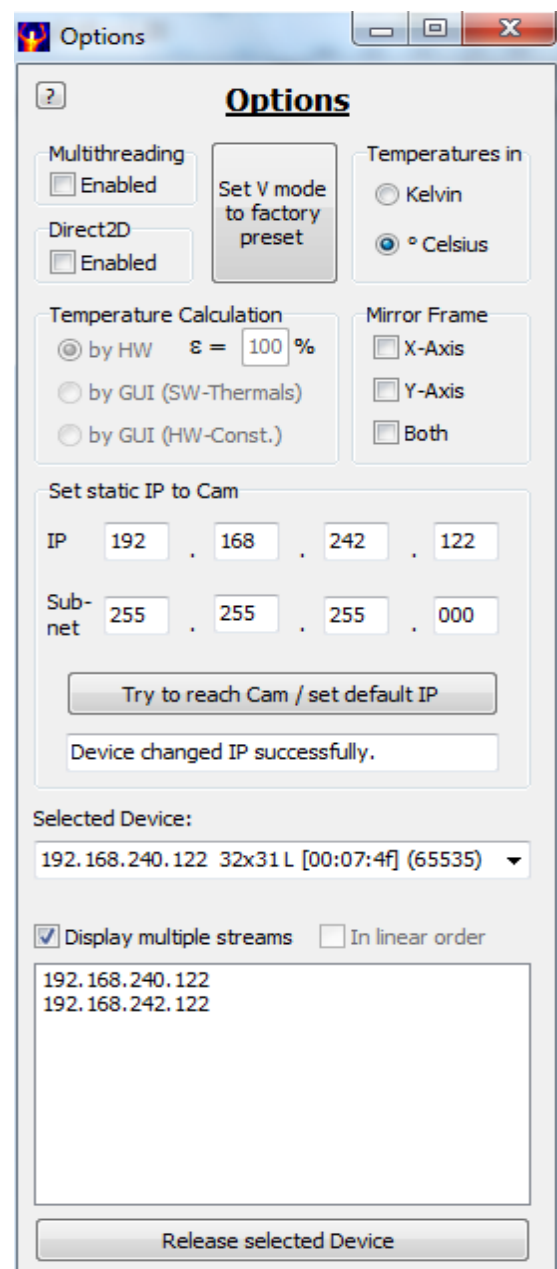 Options
?
Options
Multithreading
Enabled
Direct2D
Enabled
Set V mode
to factory
preset
Temperatures in
Kelvin
° Celsius
Temperature Calculation
by HW ε = 100 %
by GUI (SW-Thermals)
by GUI (HW-Const.)
Mirror Frame
X-Axis
Y-Axis
Both
Set static IP to Cam
IP 192 . 168 . 242 . 122
Sub-
net 255 . 255 . 255 . 000
Try to reach Cam / set default IP
Device changed IP successfully.
Selected Device:
192.168.240.122 32x31 L [00:07:4f] (65535)
Display multiple streams In linear order
192.168.240.122
192.168.242.122
Release selected Device